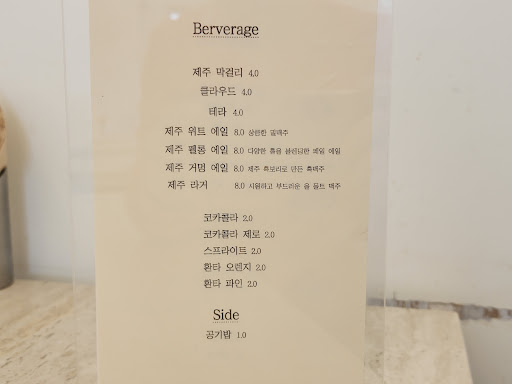 Berverage
제주 막걸리 4.0
클라우드 4.0
테라 4.0
제주 위트 에일 8.0 상큼한 밀맥주
제주 펠롱 에일 8.0 다양한 홉을 블렌딩한 페일 에일
제주 거멍 에일 8.0 제주 흑보리로 만든 흑맥주
제주 라거 8.0 시원하고 부드러운 올 몰트 맥주
코카콜라 2.0
코카콜라 제로 2.0
스프라이트 2.0
환타 오렌지 2.0
환타 파인 2.0
Side
공기밥 1.0